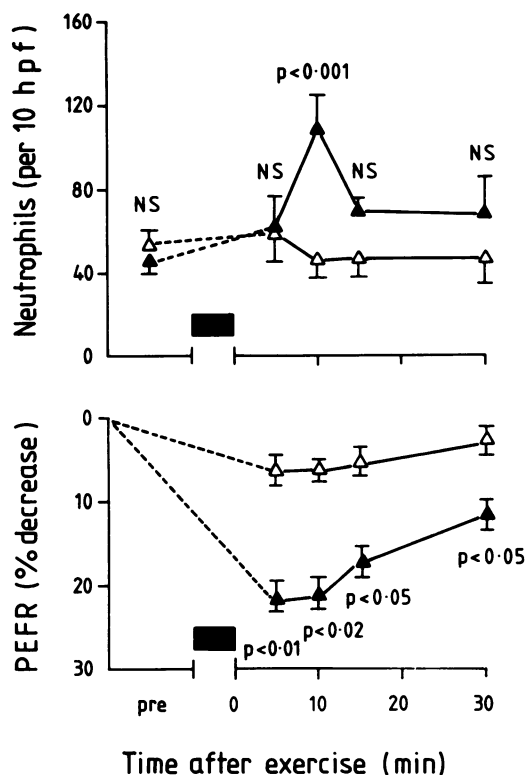 160
120
80
40
0
Neutrophils (per 10 hpf)
NS
NS
p<0·001
NS
NS
0
10
20
30
PEFR (% decrease)
p<0·01
p<0·02
p<0·05
p<0·05
pre
0
10
20
30
Time after exercise (min)